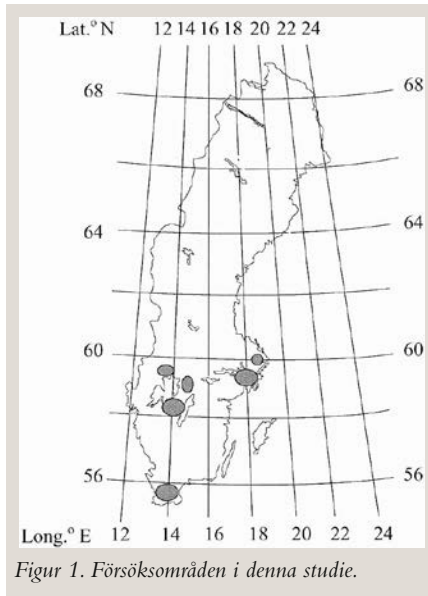 Lat.° N 12 14 16 18 20 22 24
68 68
64 64
60 60
56 56
Long.° E 12 14 16 18 20 22 24
Figur 1. Försöksområden i denna studie.